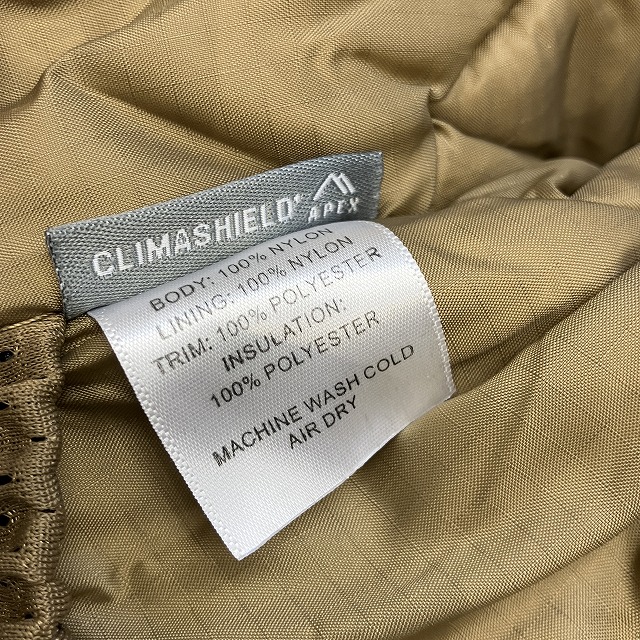 CLIMASHIELD®
APEX
BODY: 100% NYLON
LINING: 100% NYLON
TRIM: 100% POLYESTER
INSULATION:
100% POLYESTER
MACHINE WASH COLD
AIR DRY